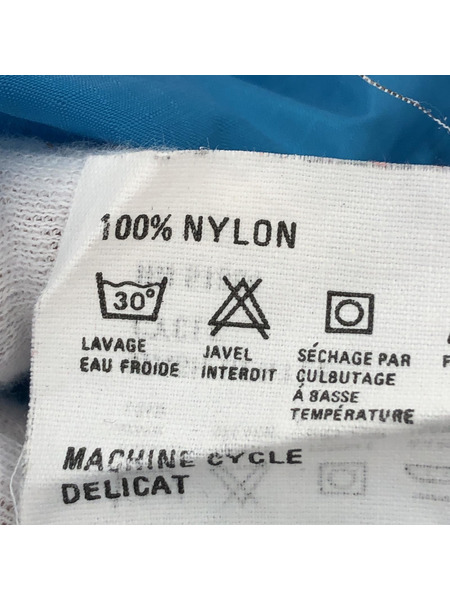 100% NYLON
30°
LAVAGE
EAU FROIDE
JAVEL
INTERDIT
SÉCHAGE PAR
CULBUTAGE
À BASSE
TEMPÉRATURE
MACHINE CYCLE
DELICAT